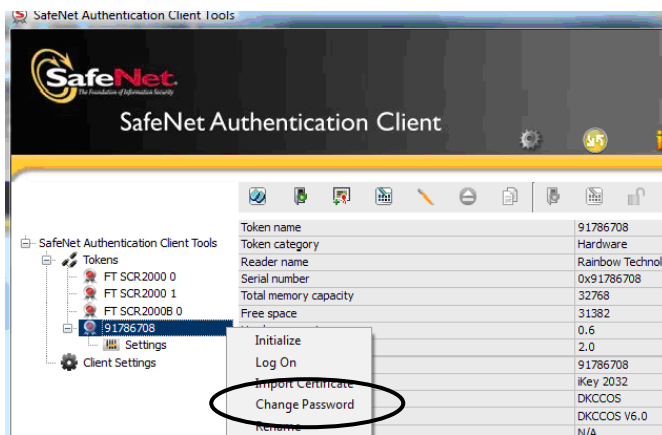 SafeNet Authentication Client Tools
SafeNet.
The Foundation of Information Security
SafeNet Authentication Client
SafeNet Authentication Client Tools
Tokens
FT SCR2000 0
FT SCR2000 1
FT SCR2000B 0
91786708
Settings
Client Settings
Token name 91786708
Token category Hardware
Reader name Rainbow Technol
Serial number 0x91786708
Total memory capacity 32768
Free space 31382
0.6
2.0
91786708
iKey 2032
DKCCOS
DKCCOS V6.0
N/A
Initialize
Log On
Import Certificate
Change Password
Rename